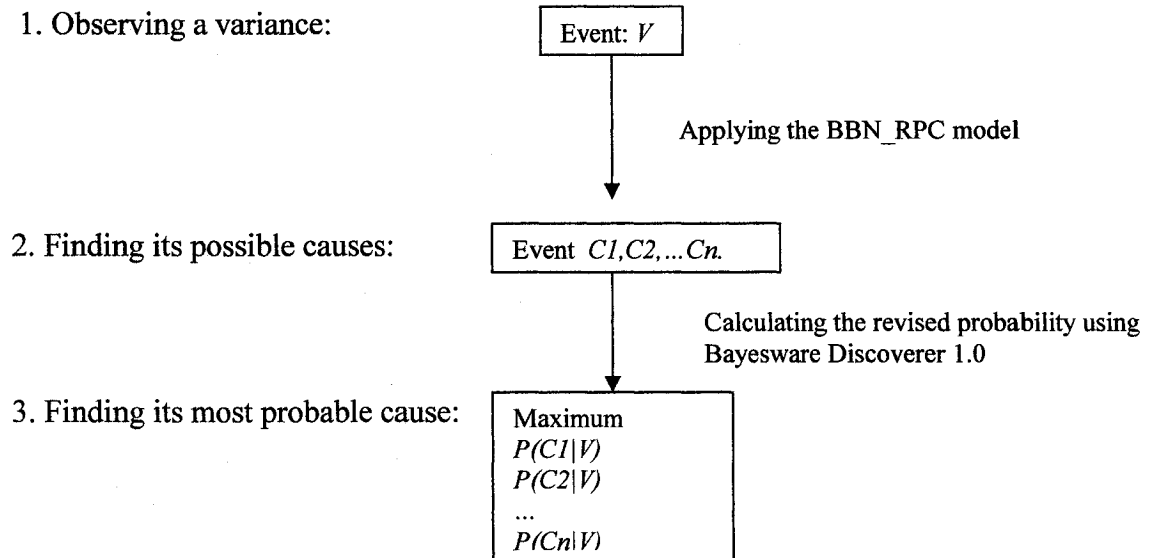 1. Observing a variance:
Event: V
Applying the BBN_RPC model
2. Finding its possible causes:
Event C1,C2,...Cn.
Calculating the revised probability using
Bayesware Discoverer 1.0
3. Finding its most probable cause:
Maximum
P(C1|V)
P(C2|V)
...
P(Cn|V)